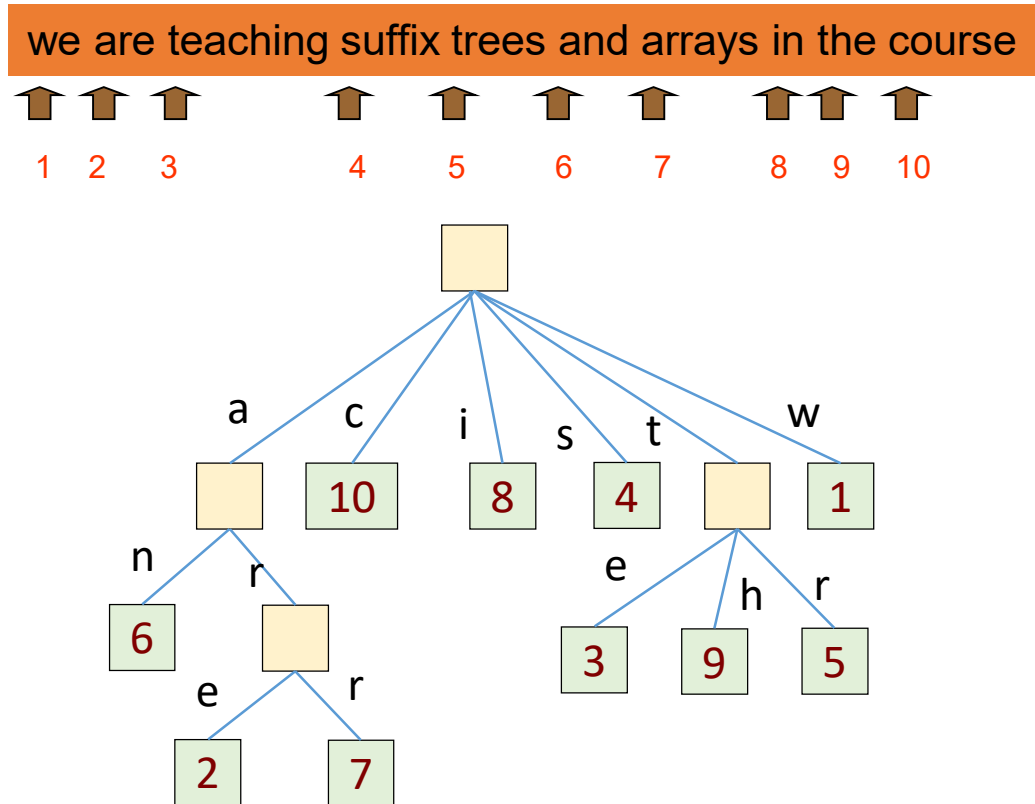 we are teaching suffix trees and arrays in the course
1 2 3 4 5 6 7 8 9 10
a c i s t w
10 8 4 1
n r e h r
6 3 9 5
e r
2 7